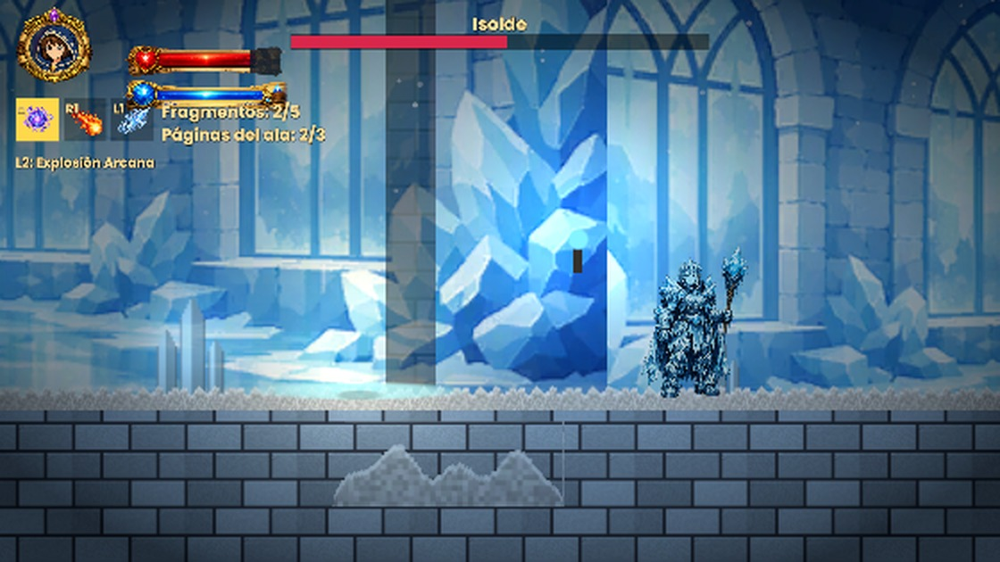 Isolde
R1
L1
Fragmentos: 2/5
Páginas del ala: 2/3
L2: Explosión Arcana